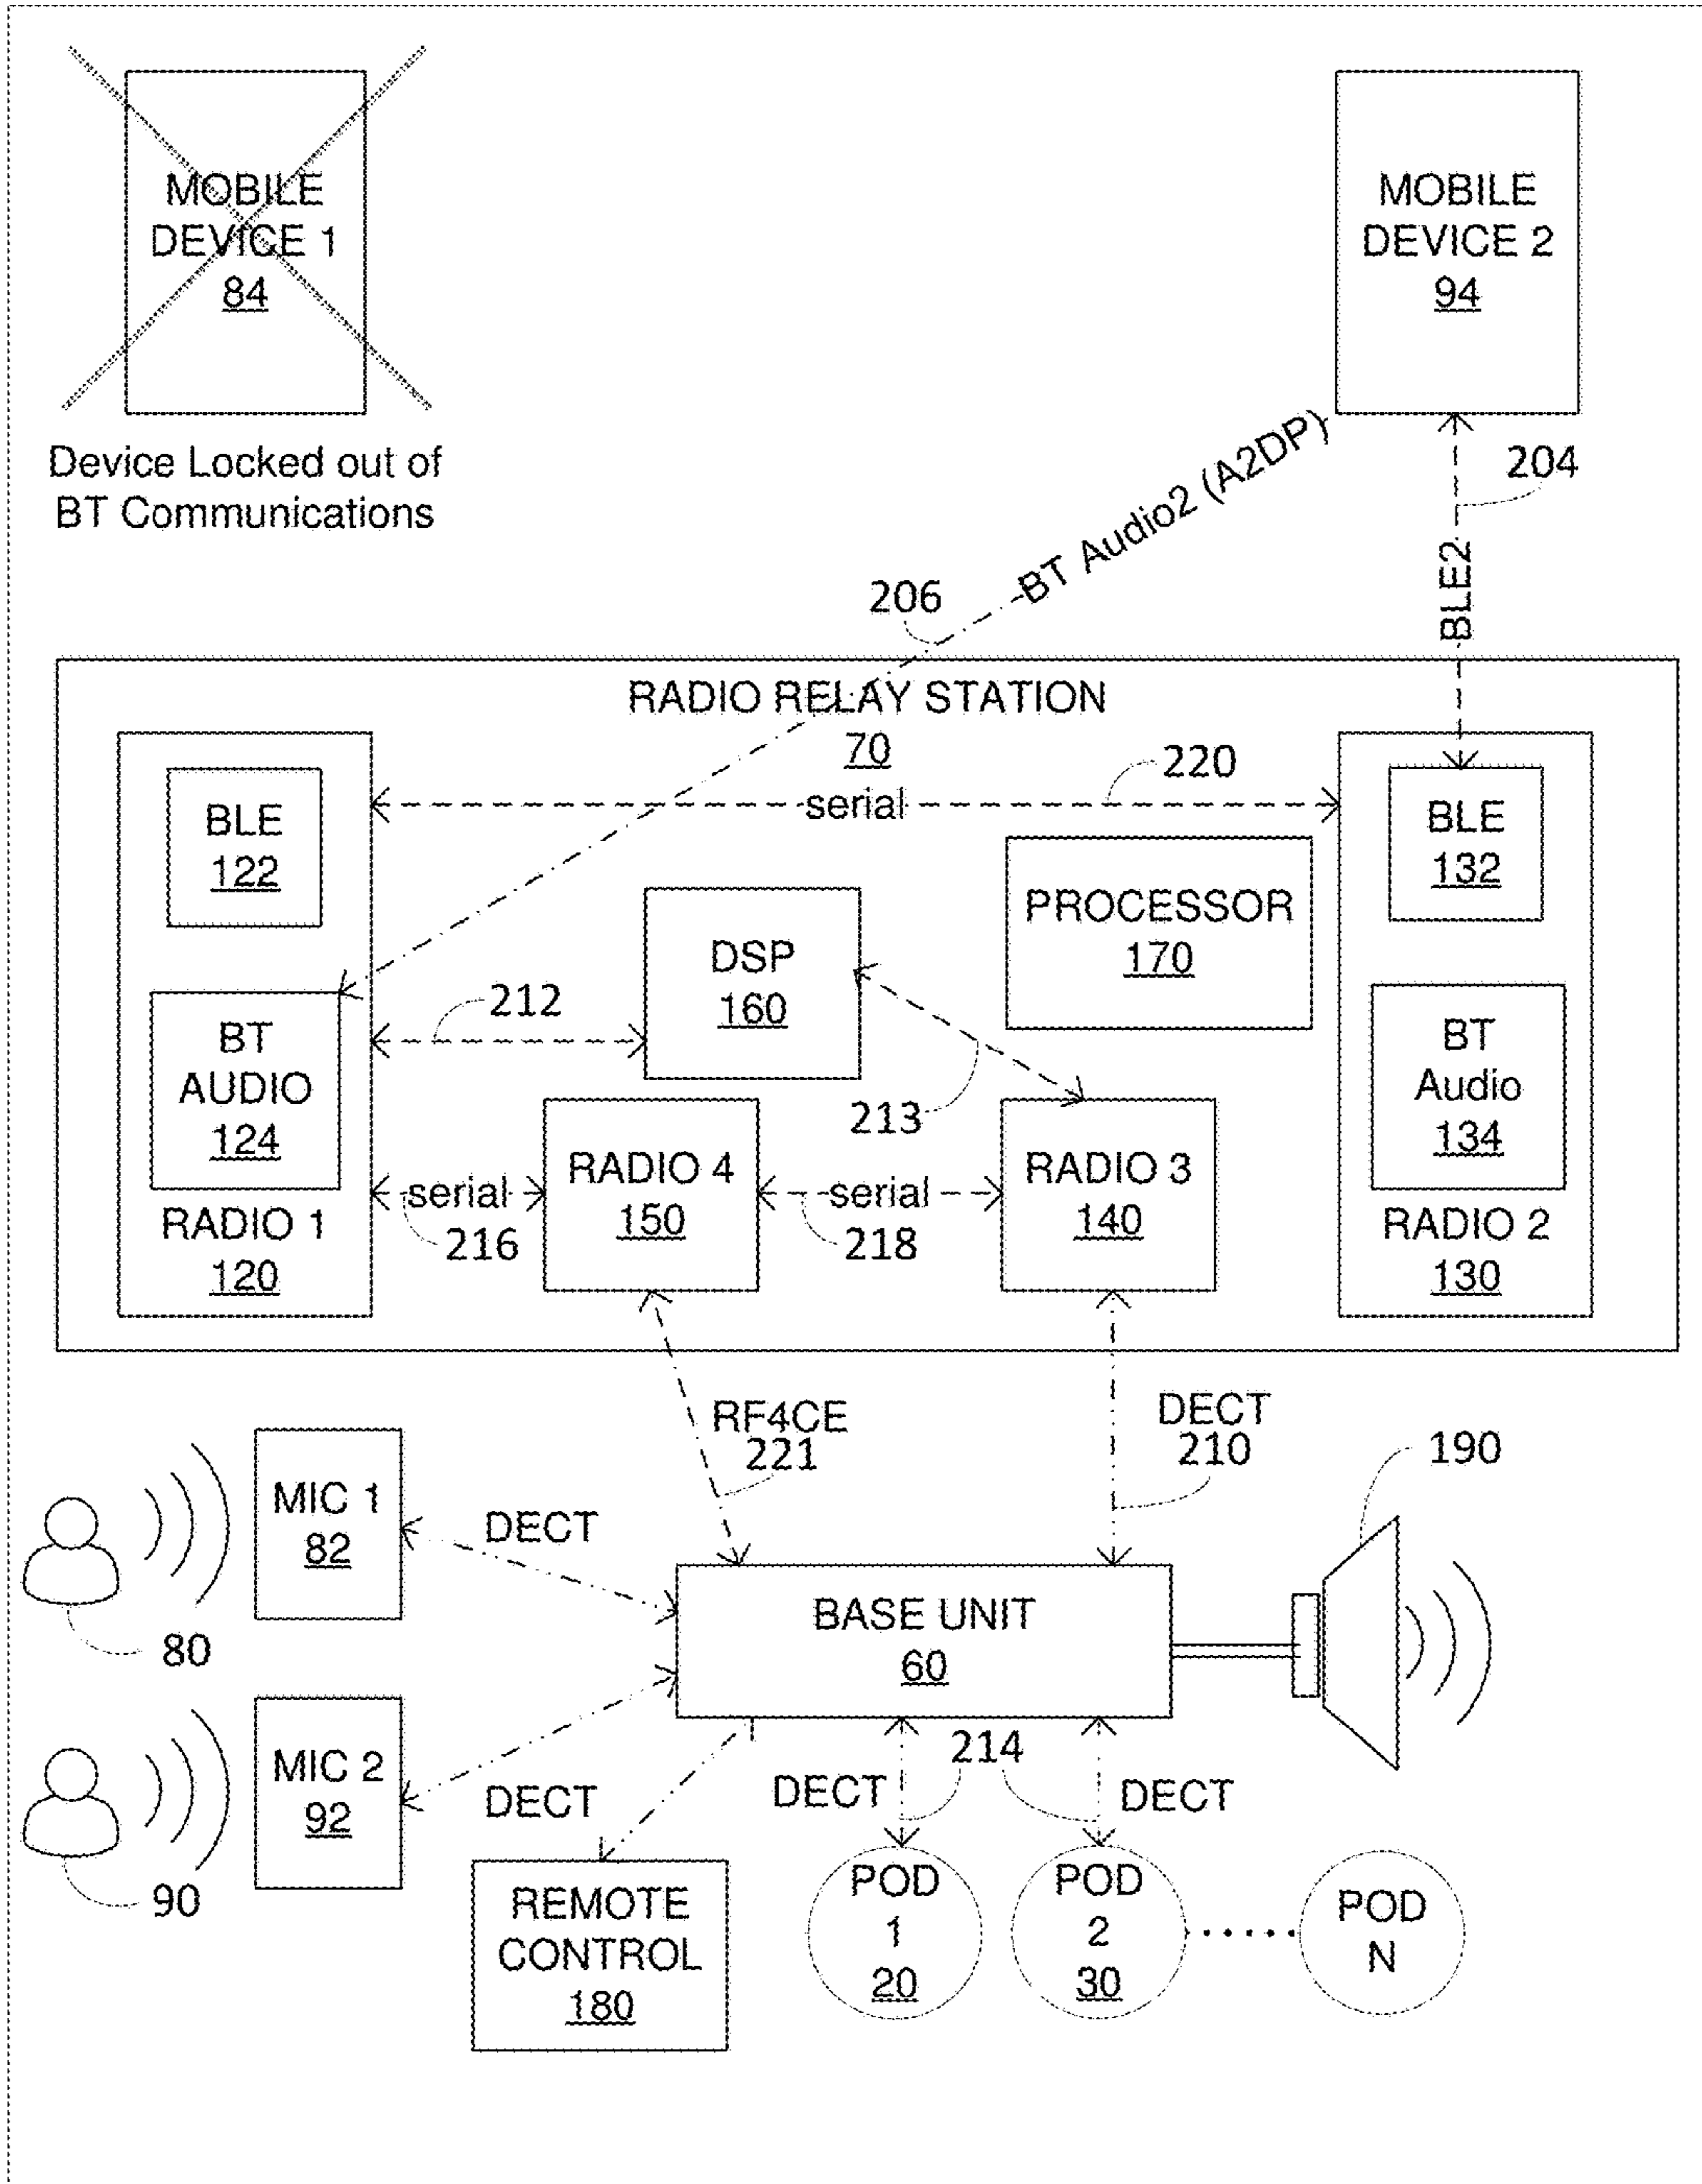 MOBILE
DEVICE 1
84
Device Locked out of
BT Communications
MOBILE
DEVICE 2
94
204
BLE2
BT Audio2 (A2DP)
206
RADIO RELAY STATION
70
BLE
122
BT
AUDIO
124
RADIO 1
120
serial
220
212
DSP
160
213
PROCESSOR
170
BLE
132
BT
Audio
134
RADIO 2
130
serial
216
RADIO 4
150
serial
218
RADIO 3
140
RF4CE
221
DECT
210
190
MIC 1
82
DECT
80
BASE UNIT
60
MIC 2
92
90
DECT
REMOTE
CONTROL
180
214
DECT
DECT
POD
1
20
POD
2
30
POD
N